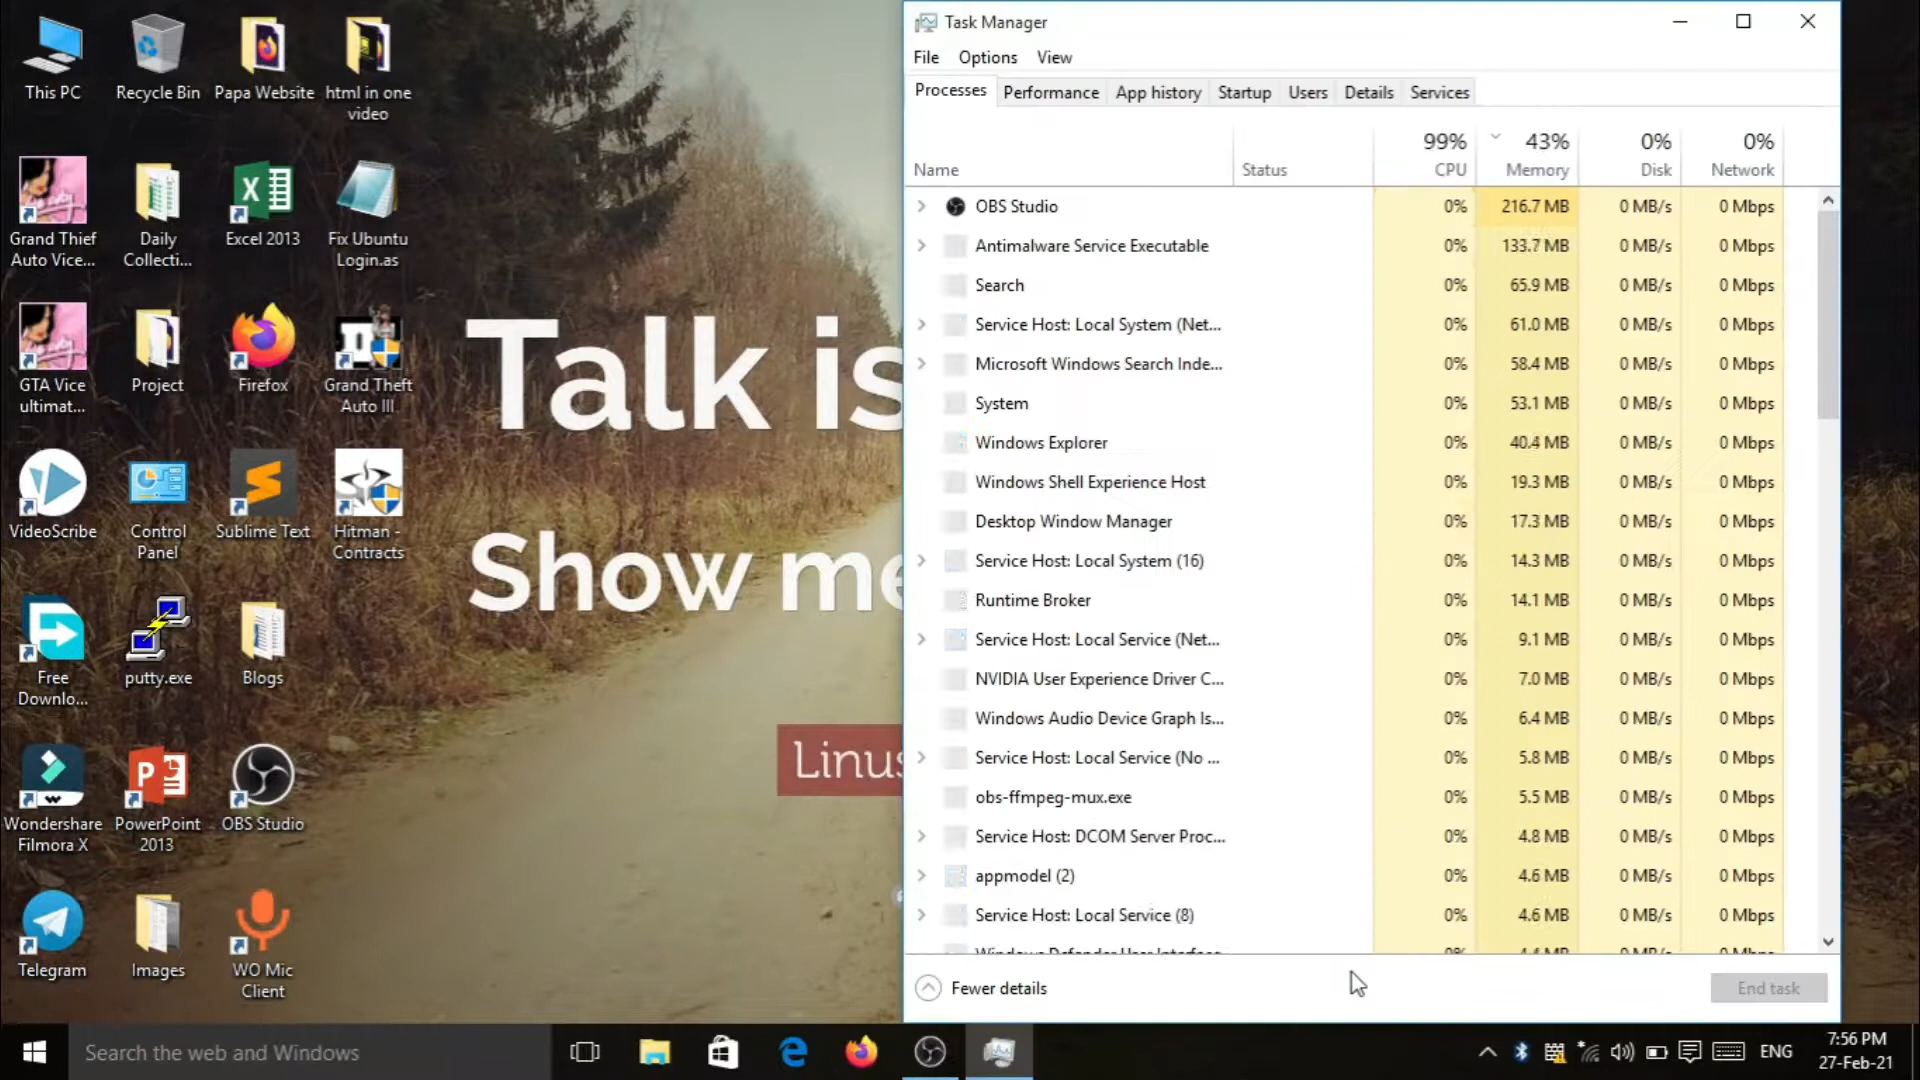 This PC
Recycle Bin
Papa Website
html in one
video
Grand Thief
Auto Vice...
Daily
Collecti...
Excel 2013
Fix Ubuntu
Login.as
GTA Vice
ultimat...
Project
Firefox
Grand Theft
Auto III
VideoScribe
Control
Panel
Sublime Text
Hitman -
Contracts
Free
Downlo...
putty.exe
Blogs
Wondershare
Filmora X
PowerPoint
2013
OBS Studio
Telegram
Images
WO Mic
Client
Talk is
Show me
Linus
Task Manager
File Options View
Processes Performance App history Startup Users Details Services
99% 43% 0% 0%
Name Status CPU Memory Disk Network
OBS Studio 0% 216.7 MB 0 MB/s 0 Mbps
Antimalware Service Executable 0% 133.7 MB 0 MB/s 0 Mbps
Search 0% 65.9 MB 0 MB/s 0 Mbps
Service Host: Local System (Net... 0% 61.0 MB 0 MB/s 0 Mbps
Microsoft Windows Search Inde... 0% 58.4 MB 0 MB/s 0 Mbps
System 0% 53.1 MB 0 MB/s 0 Mbps
Windows Explorer 0% 40.4 MB 0 MB/s 0 Mbps
Windows Shell Experience Host 0% 19.3 MB 0 MB/s 0 Mbps
Desktop Window Manager 0% 17.3 MB 0 MB/s 0 Mbps
Service Host: Local System (16) 0% 14.3 MB 0 MB/s 0 Mbps
Runtime Broker 0% 14.1 MB 0 MB/s 0 Mbps
Service Host: Local Service (Net... 0% 9.1 MB 0 MB/s 0 Mbps
NVIDIA User Experience Driver C... 0% 7.0 MB 0 MB/s 0 Mbps
Windows Audio Device Graph Is... 0% 6.4 MB 0 MB/s 0 Mbps
Service Host: Local Service (No ... 0% 5.8 MB 0 MB/s 0 Mbps
obs-ffmpeg-mux.exe 0% 5.5 MB 0 MB/s 0 Mbps
Service Host: DCOM Server Proc... 0% 4.8 MB 0 MB/s 0 Mbps
appmodel (2) 0% 4.6 MB 0 MB/s 0 Mbps
Service Host: Local Service (8) 0% 4.6 MB 0 MB/s 0 Mbps
Windows Defender User Interface 0% 4.4 MB 0 MB/s 0 Mbps
Fewer details
End task
Search the web and Windows
ENG
7:56 PM
27-Feb-21